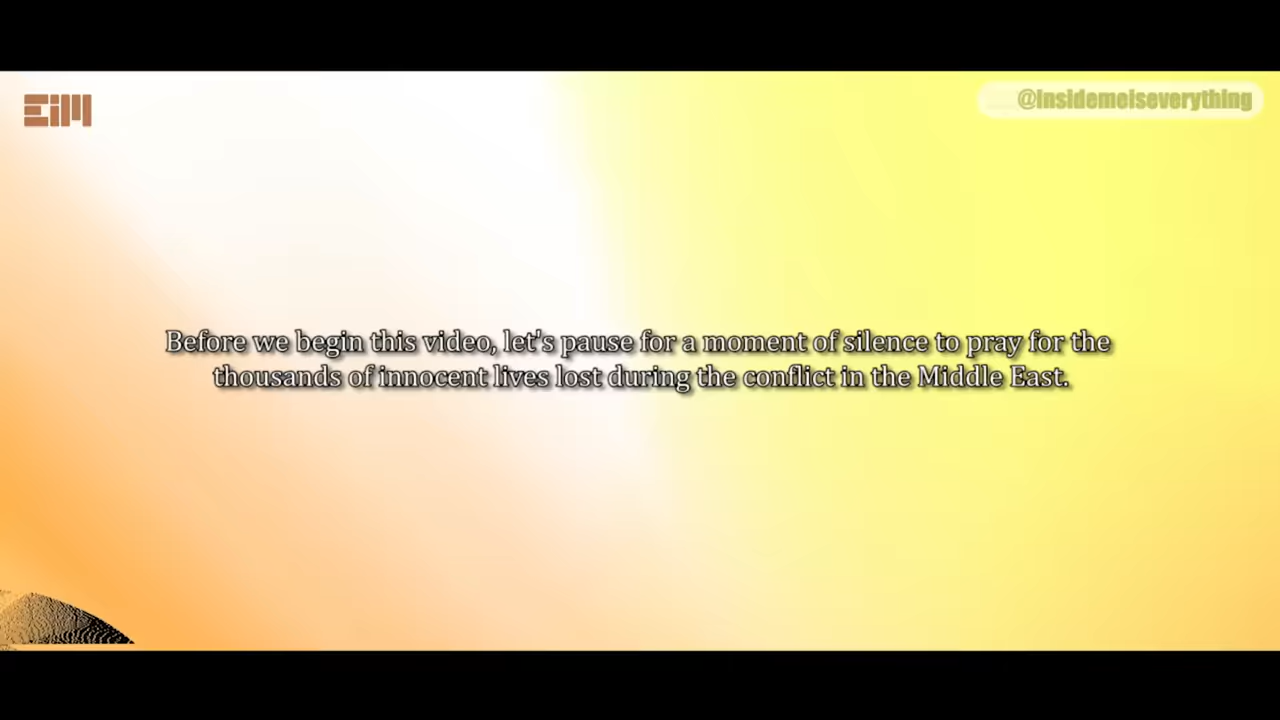 EiM
@insidemeiseverything
Before we begin this video, let's pause for a moment of silence to pray for the
thousands of innocent lives lost during the conflict in the Middle East.